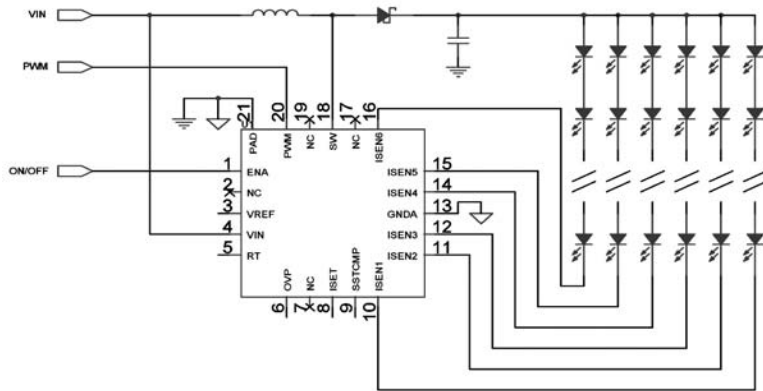 VIN
PWM
21
20
19
18
17
16
PAD
PWM
NC
SW
NC
ISEN6
ON/OFF
1
ENA
ISEN5
15
2
NC
ISEN4
14
3
VREF
GNDA
13
4
VIN
ISEN3
12
5
RT
ISEN2
11
OVP
NC
ISET
SSTCMP
ISEN1
6
7
8
9
10